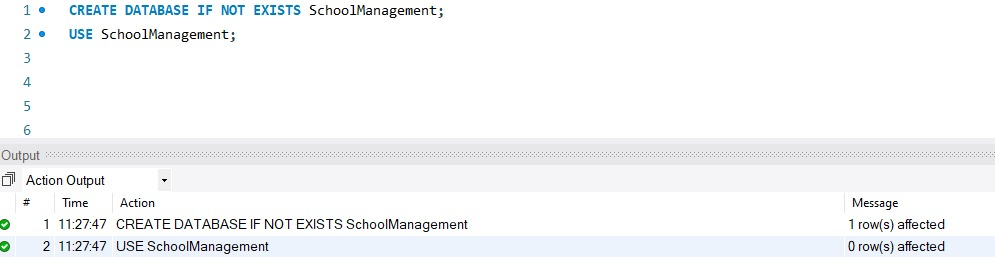 1 CREATE DATABASE IF NOT EXISTS SchoolManagement;
2 USE SchoolManagement;
3
4
5
6
Output
Action Output
# Time Action Message
1 11:27:47 CREATE DATABASE IF NOT EXISTS SchoolManagement 1 row(s) affected
2 11:27:47 USE SchoolManagement 0 row(s) affected